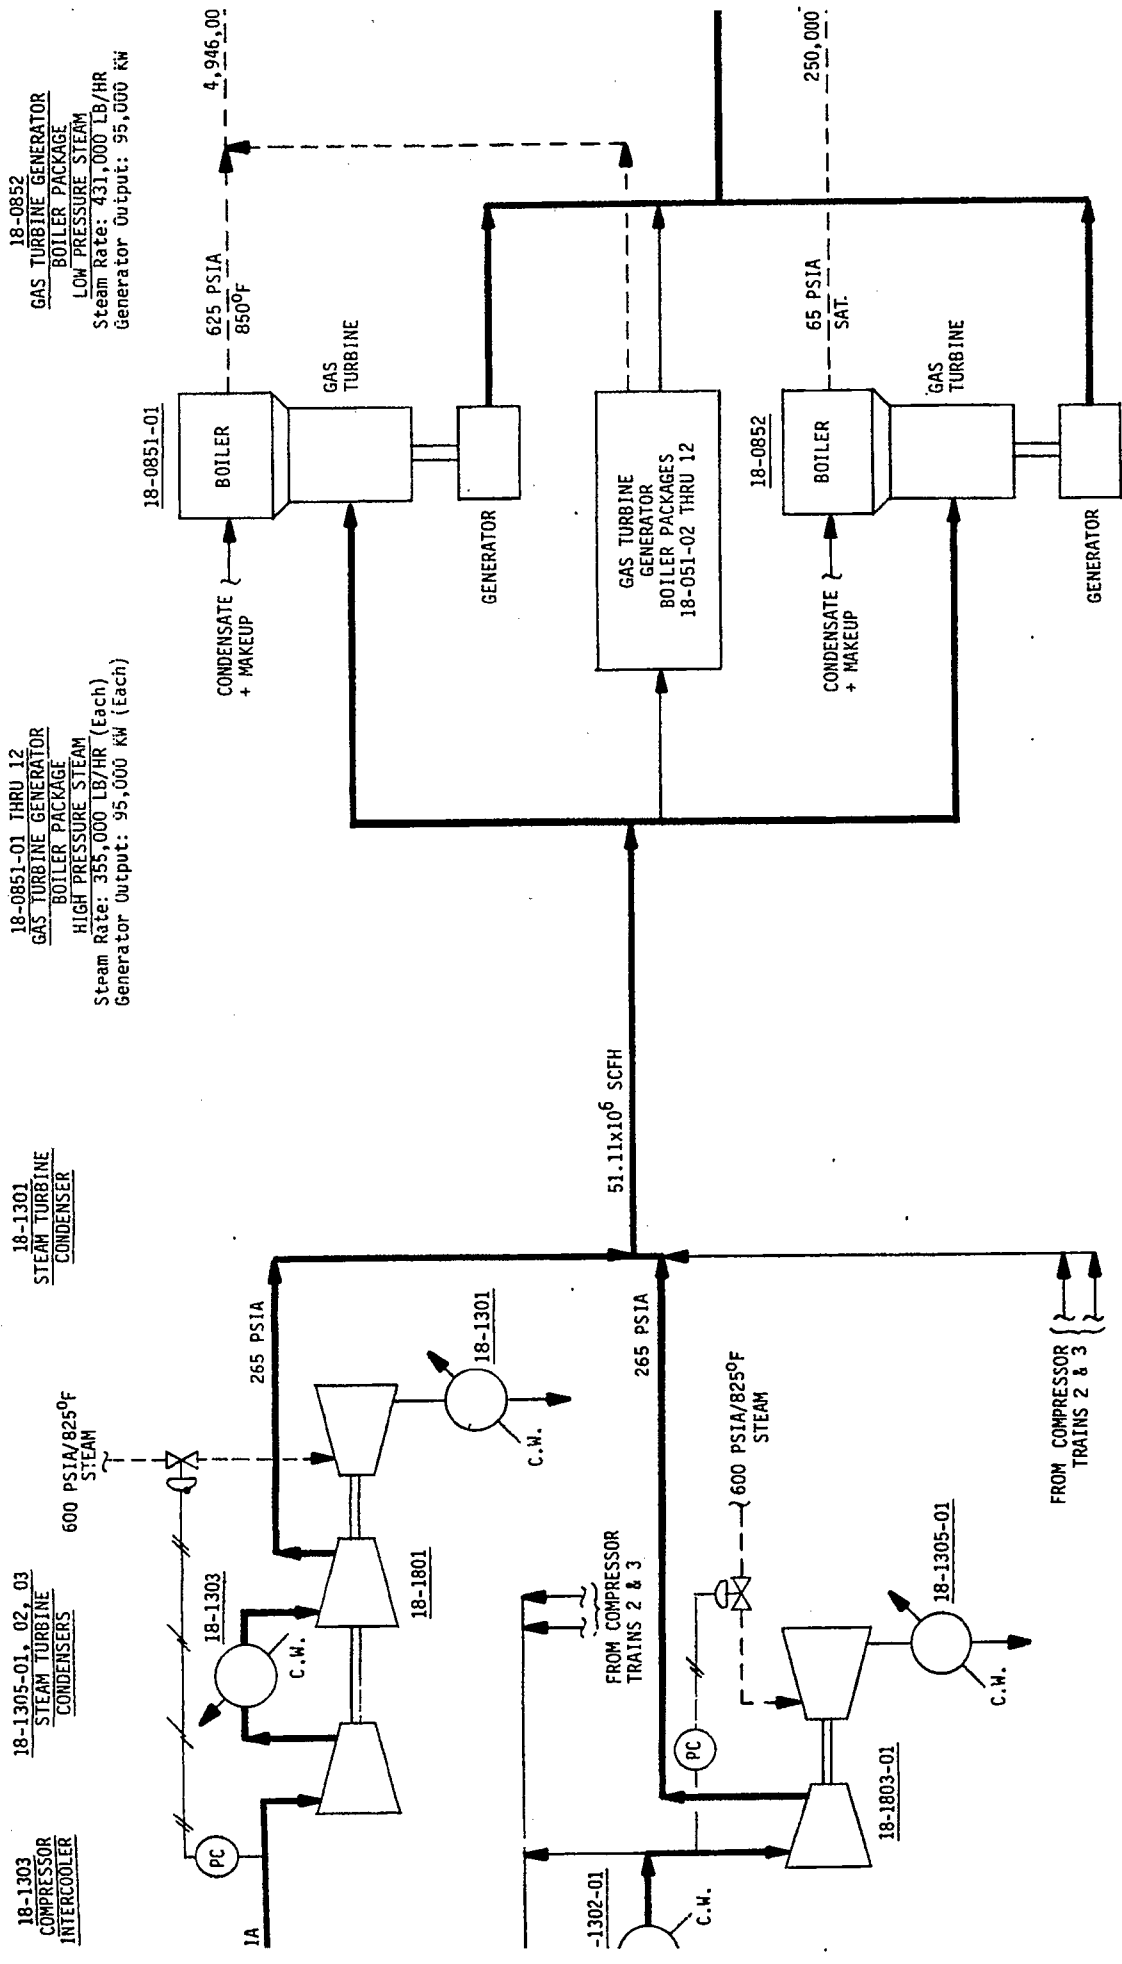 18-1303
COMPRESSOR
INTERCOOLER
18-1305-01, 02, 03
STEAM TURBINE
CONDENSERS
18-1301
STEAM TURBINE
CONDENSER
18-0851-01 THRU 12
GAS TURBINE GENERATOR
BOILER PACKAGE
HIGH PRESSURE STEAM
Steam Rate: 355,000 LB/HR (Each)
Generator Output: 95,000 KW (Each)
18-0852
GAS TURBINE GENERATOR
BOILER PACKAGE
LOW PRESSURE STEAM
Steam Rate: 431,000 LB/HR
Generator Output: 95,000 KW
600 PSIA/825°F
STEAM
PC
1A
18-1303
C.W.
18-1801
265 PSIA
18-1301
C.W.
FROM COMPRESSOR
TRAINS 2 & 3
-1302-01
C.W.
PC
600 PSIA/825°F
STEAM
265 PSIA
18-1803-01
18-1305-01
C.W.
FROM COMPRESSOR
TRAINS 2 & 3
51.11x10⁶ SCFH
18-0851-01
CONDENSATE
+ MAKEUP
BOILER
GAS
TURBINE
GENERATOR
625 PSIA
850°F
4,946,00
GAS TURBINE
GENERATOR
BOILER PACKAGES
18-051-02 THRU 12
18-0852
CONDENSATE
+ MAKEUP
BOILER
GAS
TURBINE
GENERATOR
65 PSIA
SAT.
250,000